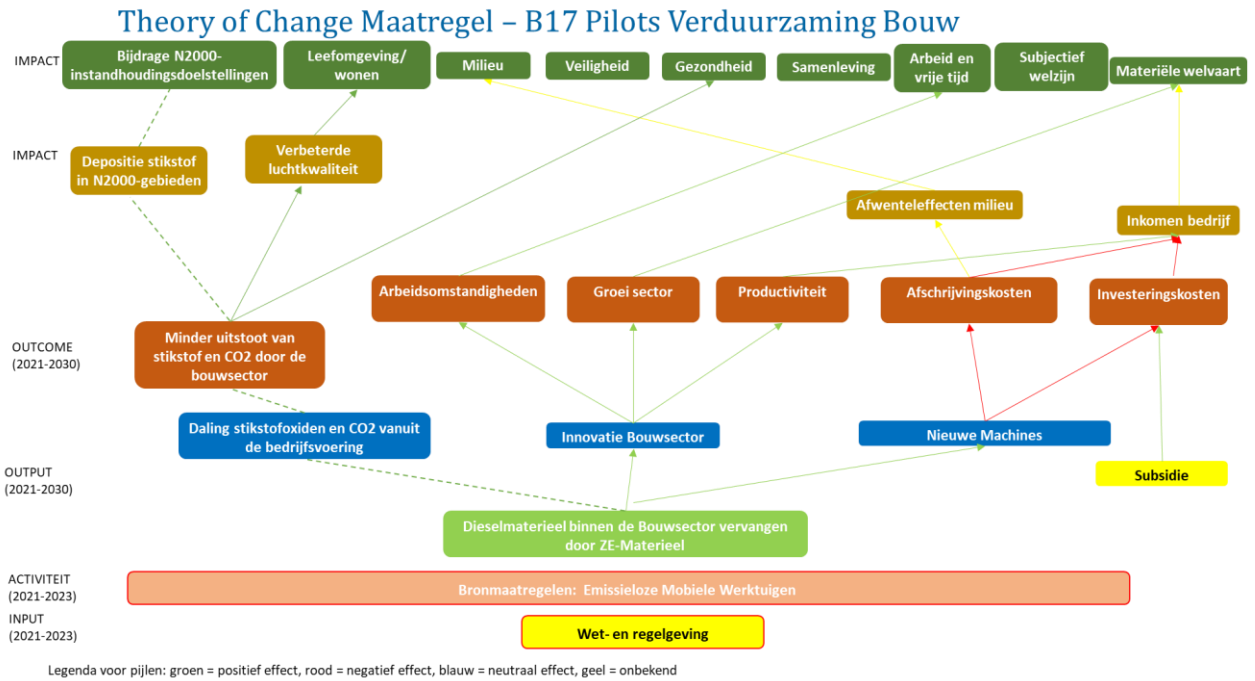 Theory of Change Maatregel – B17 Pilots Verduurzaming Bouw
IMPACT
Bijdrage N2000-
instandhoudingsdoelstellingen
Leefomgeving/
wonen
Milieu
Veiligheid
Gezondheid
Samenleving
Arbeid en
vrije tijd
Subjectief
welzijn
Materiële welvaart
IMPACT
Depositie stikstof
in N2000-gebieden
Verbeterde
luchtkwaliteit
Afwenteleffecten milieu
Inkomen bedrijf
Arbeidsomstandigheden
Groei sector
Productiviteit
Afschrijvingskosten
Investeringskosten
OUTCOME
(2021-2030)
Minder uitstoot van
stikstof en CO2 door de
bouwsector
Daling stikstofoxiden en CO2 vanuit
de bedrijfsvoering
Innovatie Bouwsector
Nieuwe Machines
OUTPUT
(2021-2030)
Subsidie
Dieselmaterieel binnen de Bouwsector vervangen
door ZE-Materieel
ACTIVITEIT
(2021-2023)
Bronmaatregelen: Emissieloze Mobiele Werktuigen
INPUT
(2021-2023)
Wet- en regelgeving
Legenda voor pijlen: groen = positief effect, rood = negatief effect, blauw = neutraal effect, geel = onbekend